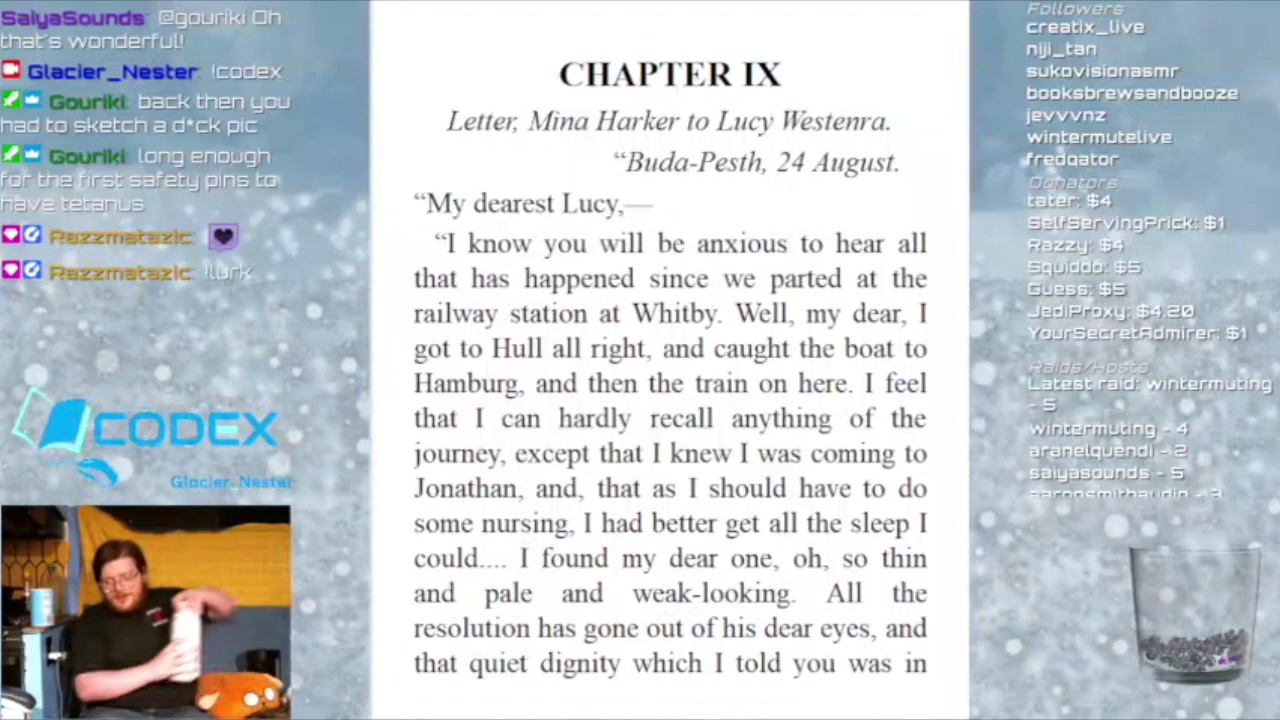 SaiyaSounds: @gouriki Oh
that's wonderful!
Glacier_Nester: !codex
Gouriki: back then you
had to sketch a d*ck pic
Gouriki: long enough
for the first safety pins to
have tetanus
Razzmatazic:
Razzmatazic: !lurk
CODEX
Glacier_Nester
CHAPTER IX
Letter, Mina Harker to Lucy Westenra.
“Buda-Pesth, 24 August.
“My dearest Lucy,—
“I know you will be anxious to hear all
that has happened since we parted at the
railway station at Whitby. Well, my dear, I
got to Hull all right, and caught the boat to
Hamburg, and then the train on here. I feel
that I can hardly recall anything of the
journey, except that I knew I was coming to
Jonathan, and, that as I should have to do
some nursing, I had better get all the sleep I
could.... I found my dear one, oh, so thin
and pale and weak-looking. All the
resolution has gone out of his dear eyes, and
that quiet dignity which I told you was in
Followers
creatix_live
niji_tan
sukovisionasmr
booksbrewsandbooze
jevvvnz
wintermutelive
fredgator
Donators
tater: $4
SelfServingPrick: $1
Razzy: $4
Squiddo: $5
Guess: $5
JediProxy: $4.20
YourSecretAdmirer: $1
Raids/Hosts
Latest raid: wintermuting
- 5
wintermuting - 4
aranelquendi - 2
saiyasounds - 5
aaronsmithaudio - 3